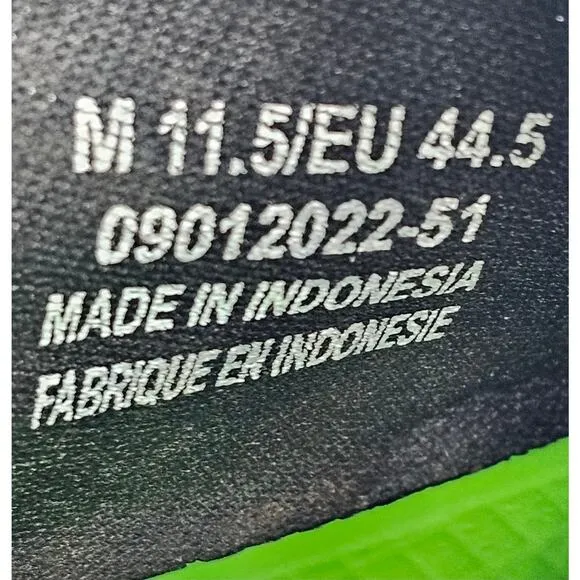 M 11.5/EU 44.5
09012022-51
MADE IN INDONESIA
FABRIQUE EN INDONESIE